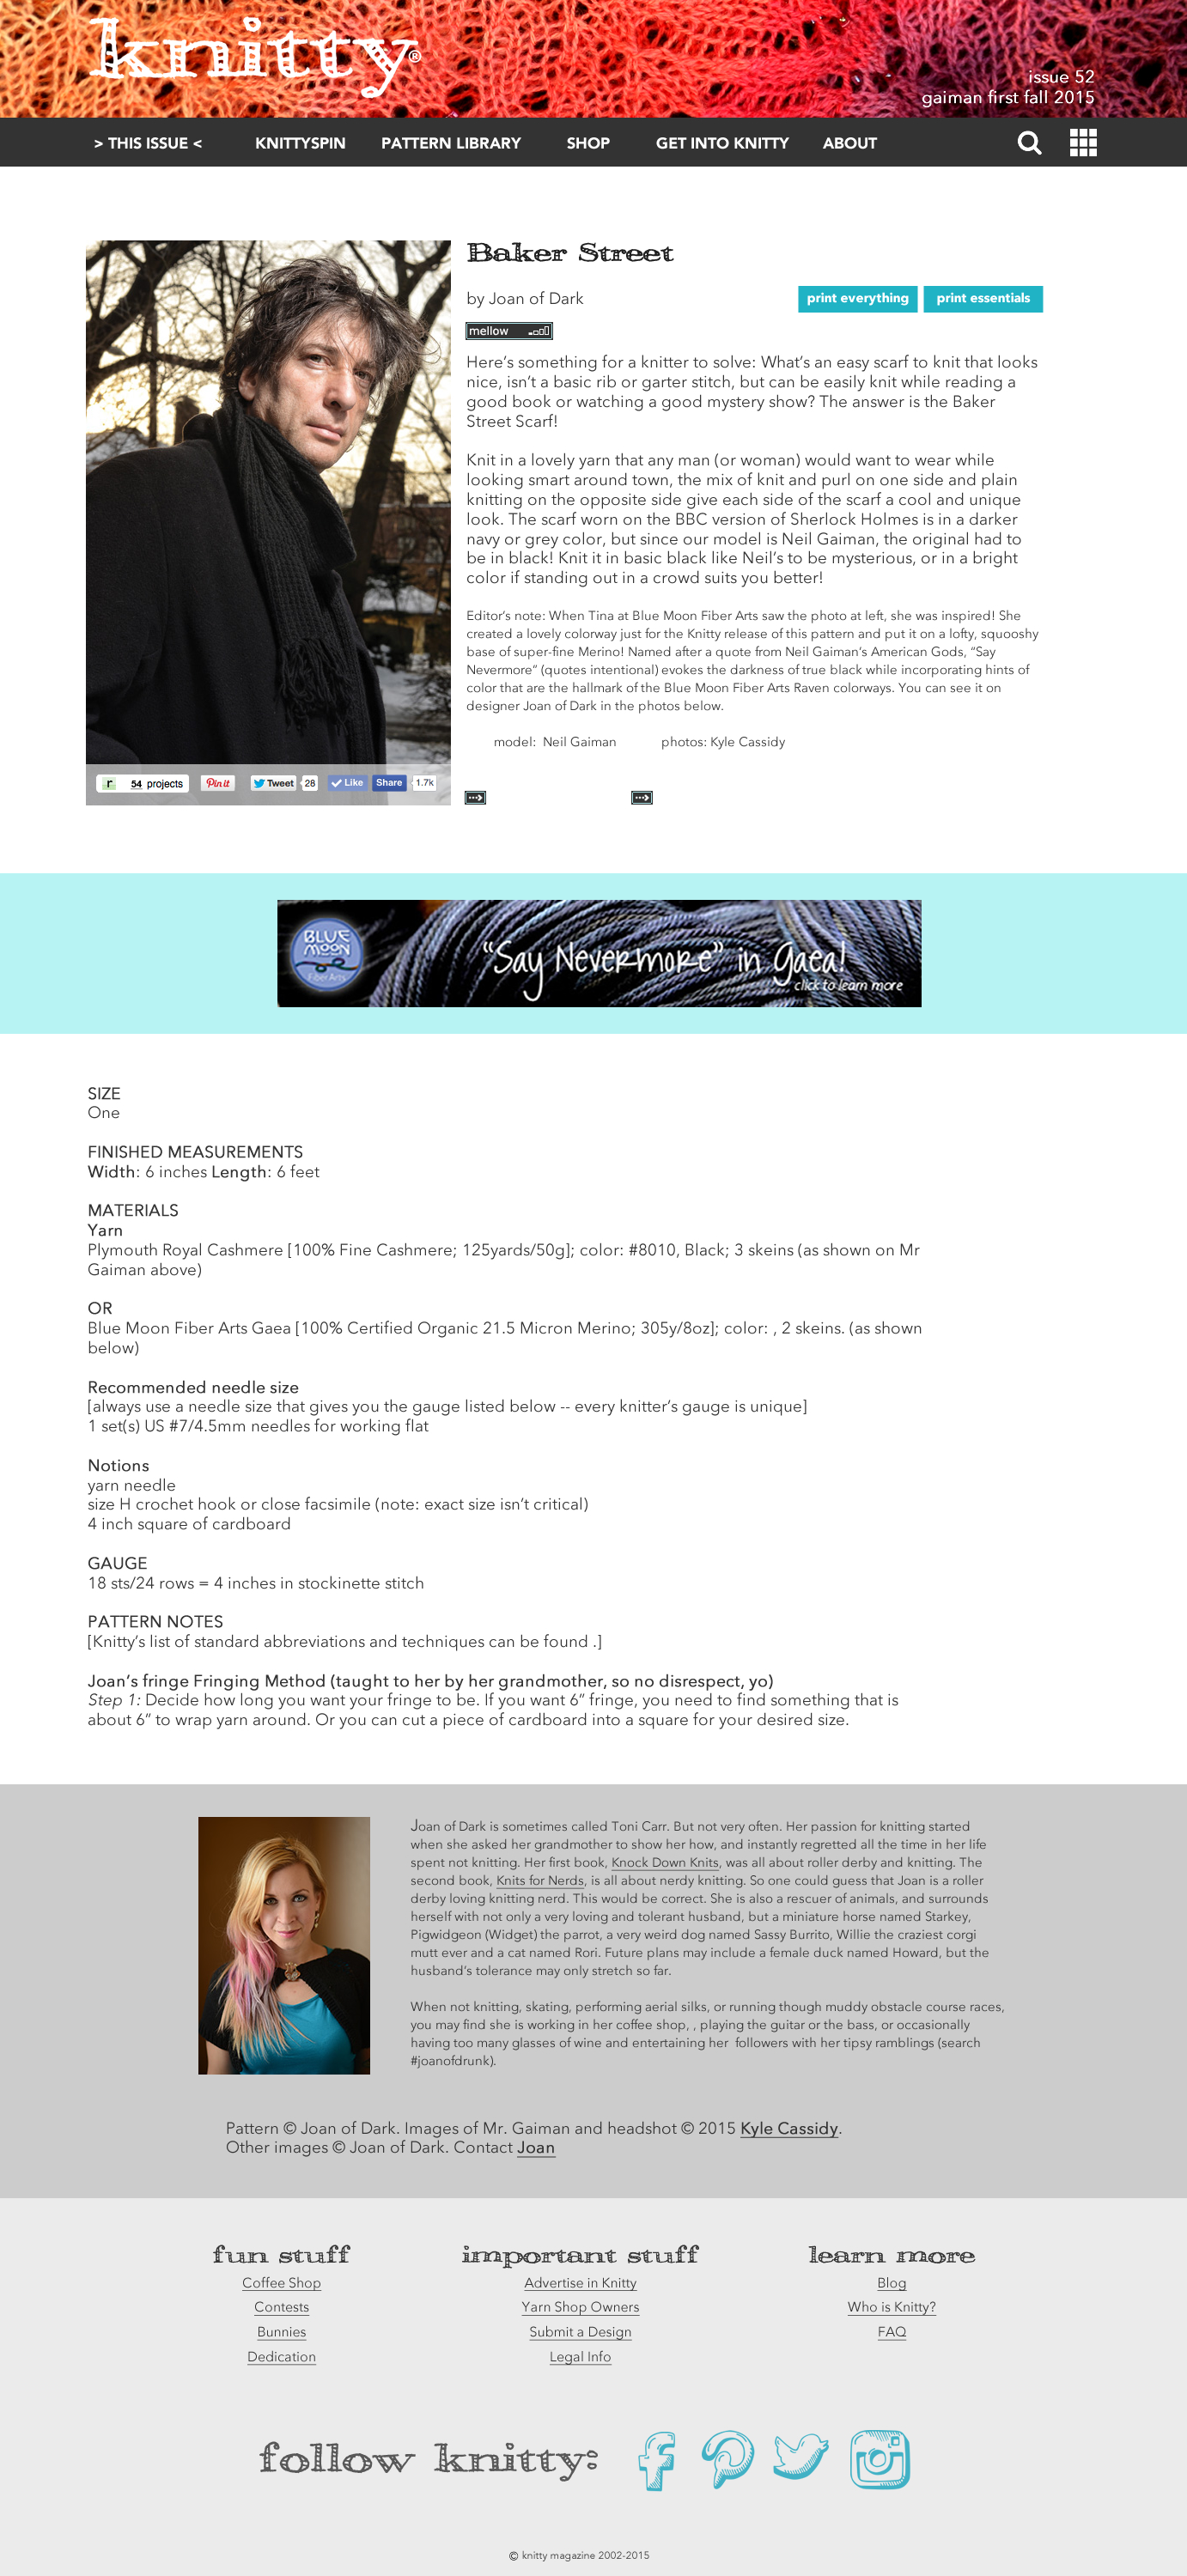 knitty®
issue 52
gaiman first fall 2015
> THIS ISSUE <
KNITTYSPIN
PATTERN LIBRARY
SHOP
GET INTO KNITTY
ABOUT
Baker Street
by Joan of Dark
print everything
print essentials
mellow
Here's something for a knitter to solve: What's an easy scarf to knit that looks
nice, isn't a basic rib or garter stitch, but can be easily knit while reading a
good book or watching a good mystery show? The answer is the Baker
Street Scarf!
Knit in a lovely yarn that any man (or woman) would want to wear while
looking smart around town, the mix of knit and purl on one side and plain
knitting on the opposite side give each side of the scarf a cool and unique
look. The scarf worn on the BBC version of Sherlock Holmes is in a darker
navy or grey color, but since our model is Neil Gaiman, the original had to
be in black! Knit it in basic black like Neil's to be mysterious, or in a bright
color if standing out in a crowd suits you better!
Editor's note: When Tina at Blue Moon Fiber Arts saw the photo at left, she was inspired! She
created a lovely colorway just for the Knitty release of this pattern and put it on a lofty, squooshy
base of super-fine Merino! Named after a quote from Neil Gaiman's American Gods, "Say
Nevermore" (quotes intentional) evokes the darkness of true black while incorporating hints of
color that are the hallmark of the Blue Moon Fiber Arts Raven colorways. You can see it on
designer Joan of Dark in the photos below.
model: Neil Gaiman
photos: Kyle Cassidy
r 54 projects
Pin it
Tweet 28
Like
Share 1.7k
BLUE
MOON
Fiber Arts
"Say Nevermore" in Gaea!
click to learn more
SIZE
One
FINISHED MEASUREMENTS
Width: 6 inches Length: 6 feet
MATERIALS
Yarn
Plymouth Royal Cashmere [100% Fine Cashmere; 125yards/50g]; color: #8010, Black; 3 skeins (as shown on Mr
Gaiman above)
OR
Blue Moon Fiber Arts Gaea [100% Certified Organic 21.5 Micron Merino; 305y/8oz]; color: , 2 skeins. (as shown
below)
Recommended needle size
[always use a needle size that gives you the gauge listed below -- every knitter's gauge is unique]
1 set(s) US #7/4.5mm needles for working flat
Notions
yarn needle
size H crochet hook or close facsimile (note: exact size isn't critical)
4 inch square of cardboard
GAUGE
18 sts/24 rows = 4 inches in stockinette stitch
PATTERN NOTES
[Knitty's list of standard abbreviations and techniques can be found .]
Joan's fringe Fringing Method (taught to her by her grandmother, so no disrespect, yo)
Step 1: Decide how long you want your fringe to be. If you want 6" fringe, you need to find something that is
about 6" to wrap yarn around. Or you can cut a piece of cardboard into a square for your desired size.
Joan of Dark is sometimes called Toni Carr. But not very often. Her passion for knitting started
when she asked her grandmother to show her how, and instantly regretted all the time in her life
spent not knitting. Her first book, Knock Down Knits, was all about roller derby and knitting. The
second book, Knits for Nerds, is all about nerdy knitting. So one could guess that Joan is a roller
derby loving knitting nerd. This would be correct. She is also a rescuer of animals, and surrounds
herself with not only a very loving and tolerant husband, but a miniature horse named Starkey,
Pigwidgeon (Widget) the parrot, a very weird dog named Sassy Burrito, Willie the craziest corgi
mutt ever and a cat named Rori. Future plans may include a female duck named Howard, but the
husband's tolerance may only stretch so far.
When not knitting, skating, performing aerial silks, or running though muddy obstacle course races,
you may find she is working in her coffee shop, , playing the guitar or the bass, or occasionally
having too many glasses of wine and entertaining her followers with her tipsy ramblings (search
#joanofdrunk).
Pattern © Joan of Dark. Images of Mr. Gaiman and headshot © 2015 Kyle Cassidy.
Other images © Joan of Dark. Contact Joan
fun stuff
Coffee Shop
Contests
Bunnies
Dedication
important stuff
Advertise in Knitty
Yarn Shop Owners
Submit a Design
Legal Info
learn more
Blog
Who is Knitty?
FAQ
follow knitty:
© knitty magazine 2002-2015